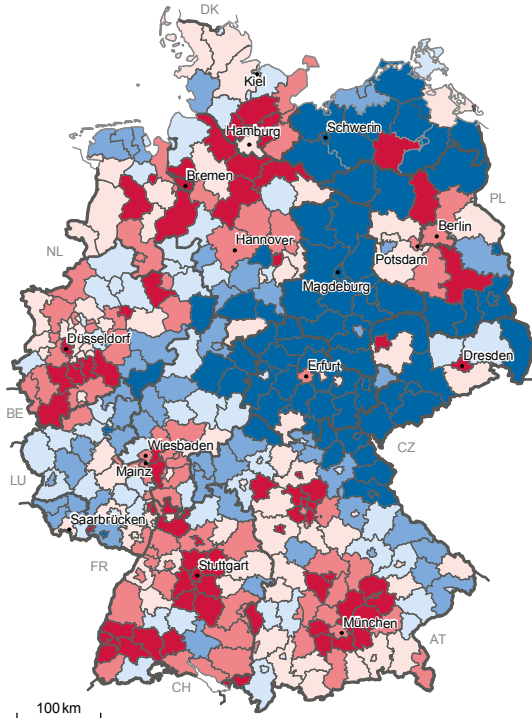 DK
Kiel
Hamburg
Schwerin
Bremen
PL
Berlin
NL
Hannover
Potsdam
Magdeburg
Düsseldorf
Erfurt
Dresden
BE
CZ
Wiesbaden
LU
Mainz
Saarbrücken
FR
Stuttgart
München
AT
CH
100 km